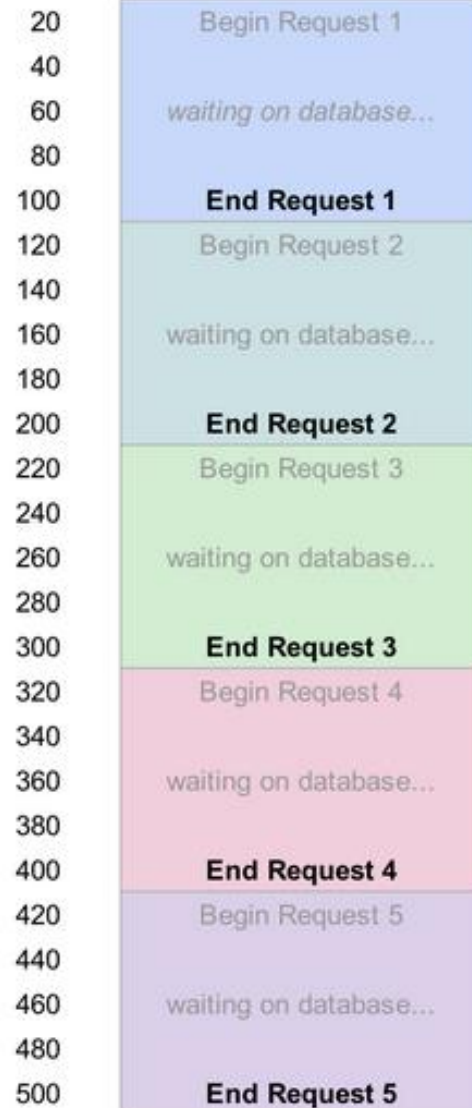 20 Begin Request 1
40
60 waiting on database...
80
100 End Request 1
120 Begin Request 2
140
160 waiting on database...
180
200 End Request 2
220 Begin Request 3
240
260 waiting on database...
280
300 End Request 3
320 Begin Request 4
340
360 waiting on database...
380
400 End Request 4
420 Begin Request 5
440
460 waiting on database...
480
500 End Request 5